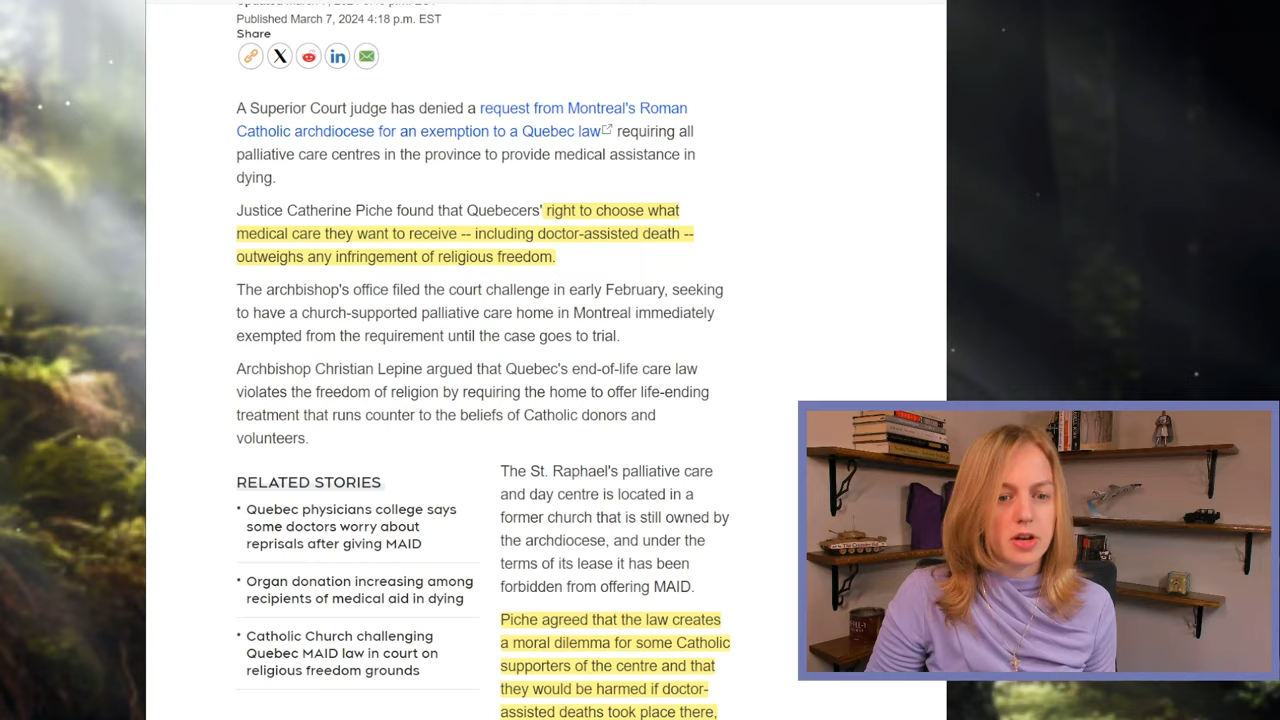 Published March 7, 2024 4:18 p.m. EST
Share
A Superior Court judge has denied a request from Montreal's Roman
Catholic archdiocese for an exemption to a Quebec law requiring all
palliative care centres in the province to provide medical assistance in
dying.
Justice Catherine Piche found that Quebecers' right to choose what
medical care they want to receive -- including doctor-assisted death --
outweighs any infringement of religious freedom.
The archbishop's office filed the court challenge in early February, seeking
to have a church-supported palliative care home in Montreal immediately
exempted from the requirement until the case goes to trial.
Archbishop Christian Lepine argued that Quebec's end-of-life care law
violates the freedom of religion by requiring the home to offer life-ending
treatment that runs counter to the beliefs of Catholic donors and
volunteers.
RELATED STORIES
• Quebec physicians college says
some doctors worry about
reprisals after giving MAID
• Organ donation increasing among
recipients of medical aid in dying
• Catholic Church challenging
Quebec MAID law in court on
religious freedom grounds
The St. Raphael's palliative care
and day centre is located in a
former church that is still owned by
the archdiocese, and under the
terms of its lease it has been
forbidden from offering MAID.
Piche agreed that the law creates
a moral dilemma for some Catholic
supporters of the centre and that
they would be harmed if doctor-
assisted deaths took place there,